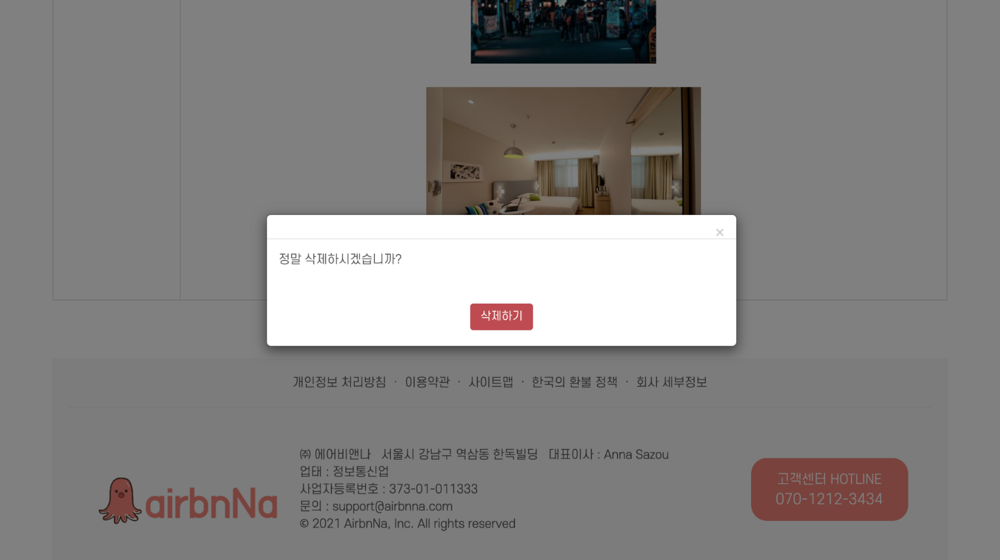 ×
정말 삭제하시겠습니까?
삭제하기
개인정보 처리방침 · 이용약관 · 사이트맵 · 한국의 환불 정책 · 회사 세부정보
airbnNa
㈜ 에어비앤나 서울시 강남구 역삼동 한독빌딩 대표이사 : Anna Sazou
업태 : 정보통신업
사업자등록번호 : 373-01-011333
문의 : support@airbnna.com
© 2021 AirbnNa, Inc. All rights reserved
고객센터 HOTLINE
070-1212-3434